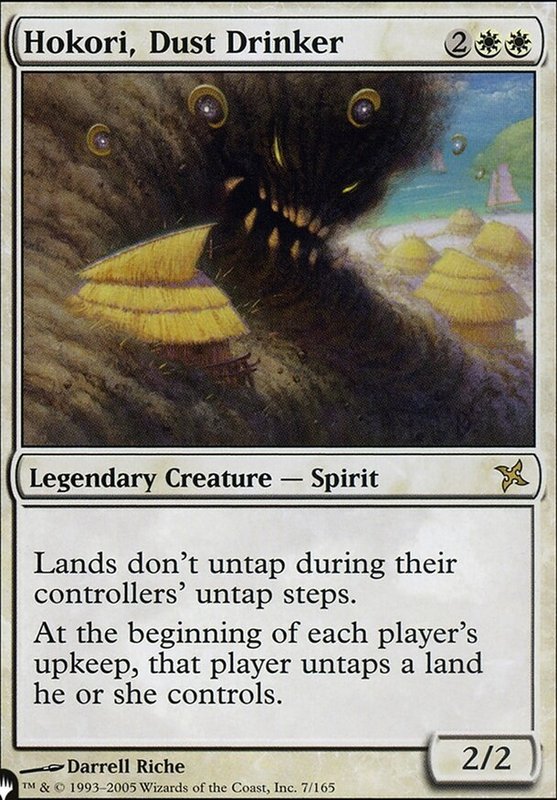 Hokori, Dust Drinker 2
Legendary Creature — Spirit
Lands don't untap during their
controllers' untap steps.
At the beginning of each player's
upkeep, that player untaps a land
he or she controls.
2/2
Darrell Riche
™ & © 1993–2005 Wizards of the Coast, Inc. 7/165